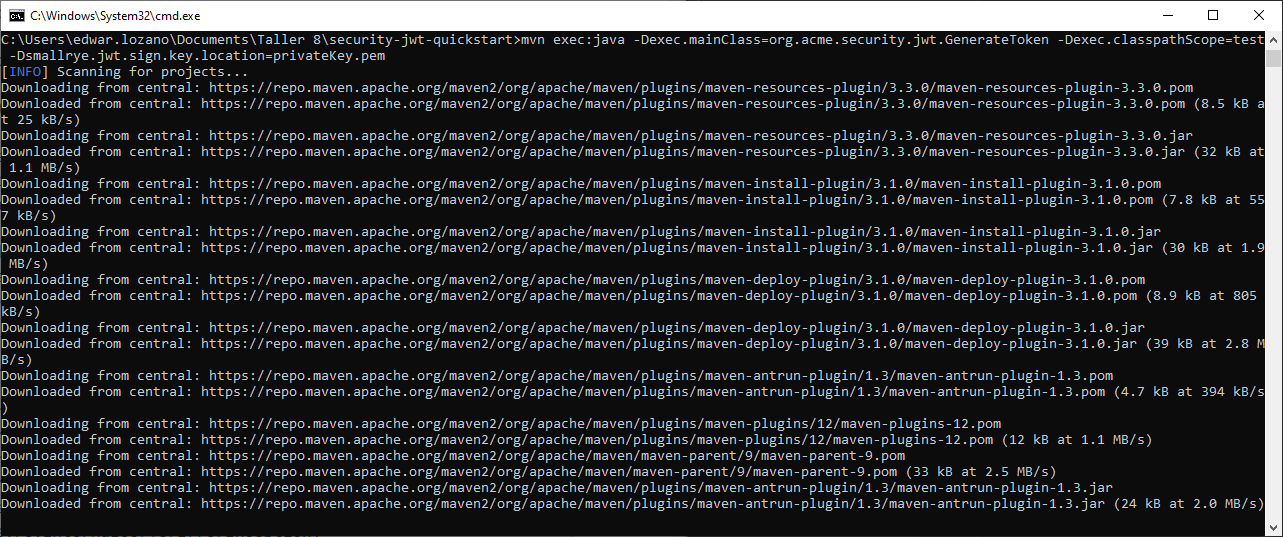 C:\Windows\System32\cmd.exe
C:\Users\edwar.lozano\Documents\Taller 8\security-jwt-quickstart>mvn exec:java -Dexec.mainClass=org.acme.security.jwt.GenerateToken -Dexec.classpathScope=test
 -Dsmallrye.jwt.sign.key.location=privateKey.pem
[INFO] Scanning for projects...
Downloading from central: https://repo.maven.apache.org/maven2/org/apache/maven/plugins/maven-resources-plugin/3.3.0/maven-resources-plugin-3.3.0.pom
Downloaded from central: https://repo.maven.apache.org/maven2/org/apache/maven/plugins/maven-resources-plugin/3.3.0/maven-resources-plugin-3.3.0.pom (8.5 kB a
t 25 kB/s)
Downloading from central: https://repo.maven.apache.org/maven2/org/apache/maven/plugins/maven-resources-plugin/3.3.0/maven-resources-plugin-3.3.0.jar
Downloaded from central: https://repo.maven.apache.org/maven2/org/apache/maven/plugins/maven-resources-plugin/3.3.0/maven-resources-plugin-3.3.0.jar (32 kB at
 1.1 MB/s)
Downloading from central: https://repo.maven.apache.org/maven2/org/apache/maven/plugins/maven-install-plugin/3.1.0/maven-install-plugin-3.1.0.pom
Downloaded from central: https://repo.maven.apache.org/maven2/org/apache/maven/plugins/maven-install-plugin/3.1.0/maven-install-plugin-3.1.0.pom (7.8 kB at 55
7 kB/s)
Downloading from central: https://repo.maven.apache.org/maven2/org/apache/maven/plugins/maven-install-plugin/3.1.0/maven-install-plugin-3.1.0.jar
Downloaded from central: https://repo.maven.apache.org/maven2/org/apache/maven/plugins/maven-install-plugin/3.1.0/maven-install-plugin-3.1.0.jar (30 kB at 1.9
 MB/s)
Downloading from central: https://repo.maven.apache.org/maven2/org/apache/maven/plugins/maven-deploy-plugin/3.1.0/maven-deploy-plugin-3.1.0.pom
Downloaded from central: https://repo.maven.apache.org/maven2/org/apache/maven/plugins/maven-deploy-plugin/3.1.0/maven-deploy-plugin-3.1.0.pom (8.9 kB at 805
kB/s)
Downloading from central: https://repo.maven.apache.org/maven2/org/apache/maven/plugins/maven-deploy-plugin/3.1.0/maven-deploy-plugin-3.1.0.jar
Downloaded from central: https://repo.maven.apache.org/maven2/org/apache/maven/plugins/maven-deploy-plugin/3.1.0/maven-deploy-plugin-3.1.0.jar (39 kB at 2.8 M
B/s)
Downloading from central: https://repo.maven.apache.org/maven2/org/apache/maven/plugins/maven-antrun-plugin/1.3/maven-antrun-plugin-1.3.pom
Downloaded from central: https://repo.maven.apache.org/maven2/org/apache/maven/plugins/maven-antrun-plugin/1.3/maven-antrun-plugin-1.3.pom (4.7 kB at 394 kB/s
)
Downloading from central: https://repo.maven.apache.org/maven2/org/apache/maven/plugins/maven-plugins/12/maven-plugins-12.pom
Downloaded from central: https://repo.maven.apache.org/maven2/org/apache/maven/plugins/maven-plugins/12/maven-plugins-12.pom (12 kB at 1.1 MB/s)
Downloading from central: https://repo.maven.apache.org/maven2/org/apache/maven/maven-parent/9/maven-parent-9.pom
Downloaded from central: https://repo.maven.apache.org/maven2/org/apache/maven/maven-parent/9/maven-parent-9.pom (33 kB at 2.5 MB/s)
Downloading from central: https://repo.maven.apache.org/maven2/org/apache/maven/plugins/maven-antrun-plugin/1.3/maven-antrun-plugin-1.3.jar
Downloaded from central: https://repo.maven.apache.org/maven2/org/apache/maven/plugins/maven-antrun-plugin/1.3/maven-antrun-plugin-1.3.jar (24 kB at 2.0 MB/s)